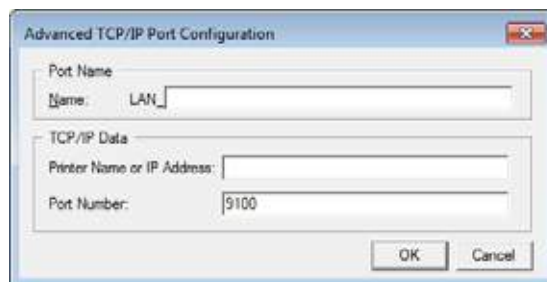 Advanced TCP/IP Port Configuration
Port Name
Name: LAN_
TCP/IP Data
Printer Name or IP Address:
Port Number: 9100
OK Cancel